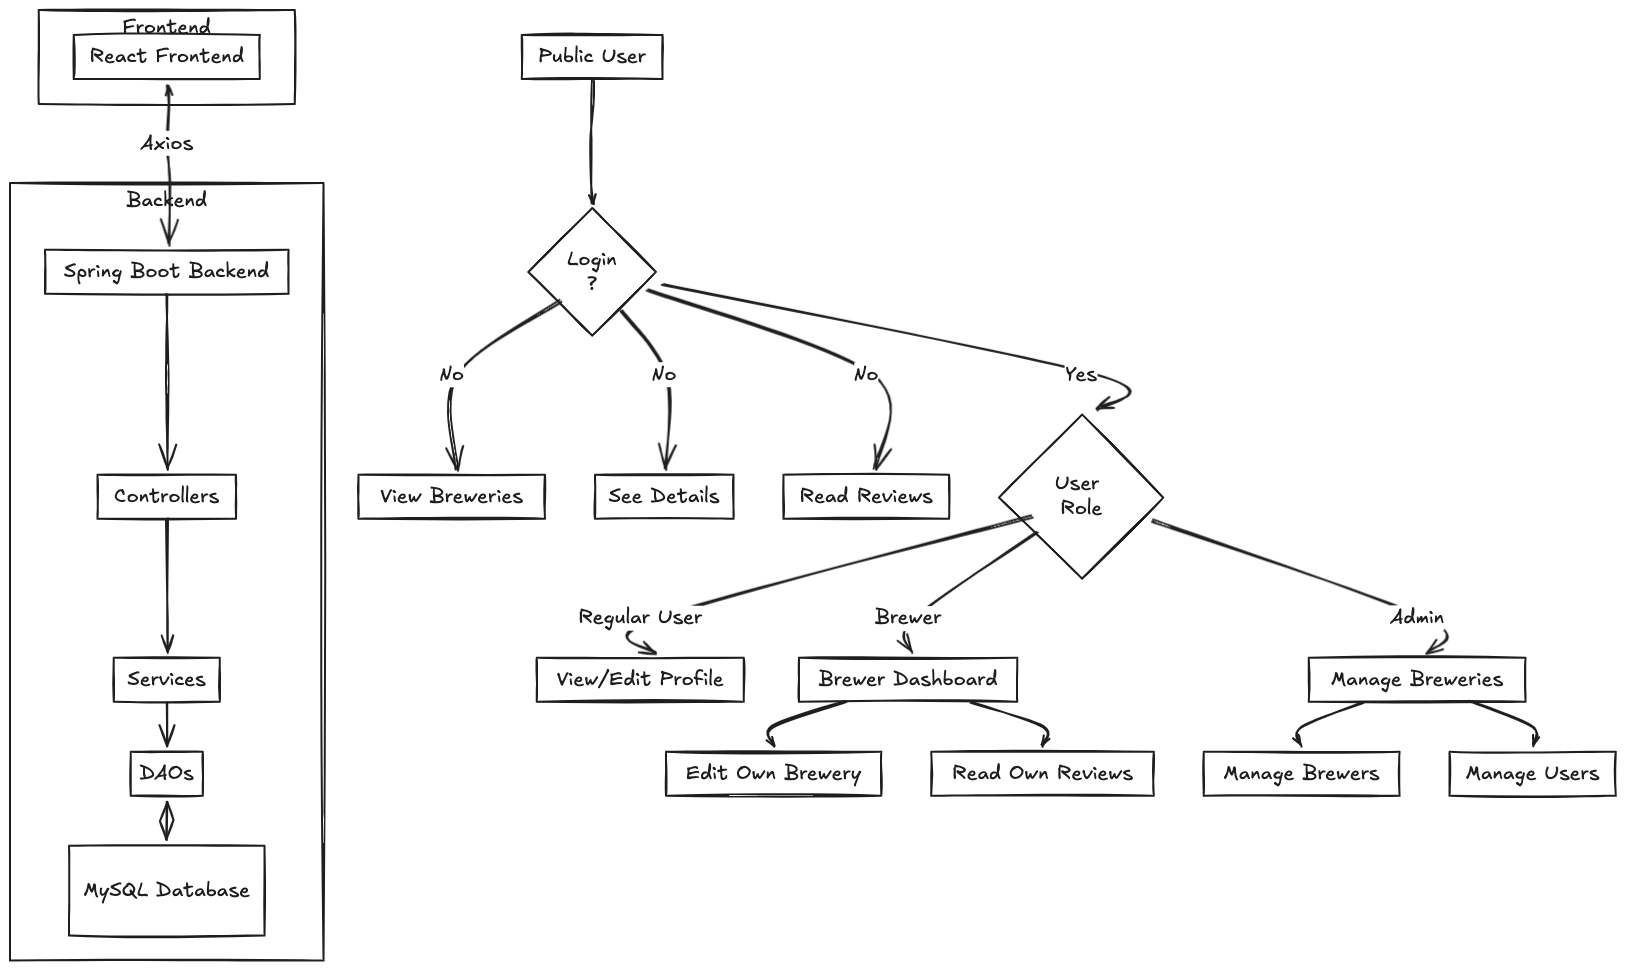 Frontend
React Frontend
Axios
Backend
Spring Boot Backend
Controllers
Services
DAOs
MySQL Database
Public User
Login
?
No
No
No
Yes
View Breweries
See Details
Read Reviews
User
Role
Regular User
Brewer
Admin
View/Edit Profile
Brewer Dashboard
Manage Breweries
Edit Own Brewery
Read Own Reviews
Manage Brewers
Manage Users